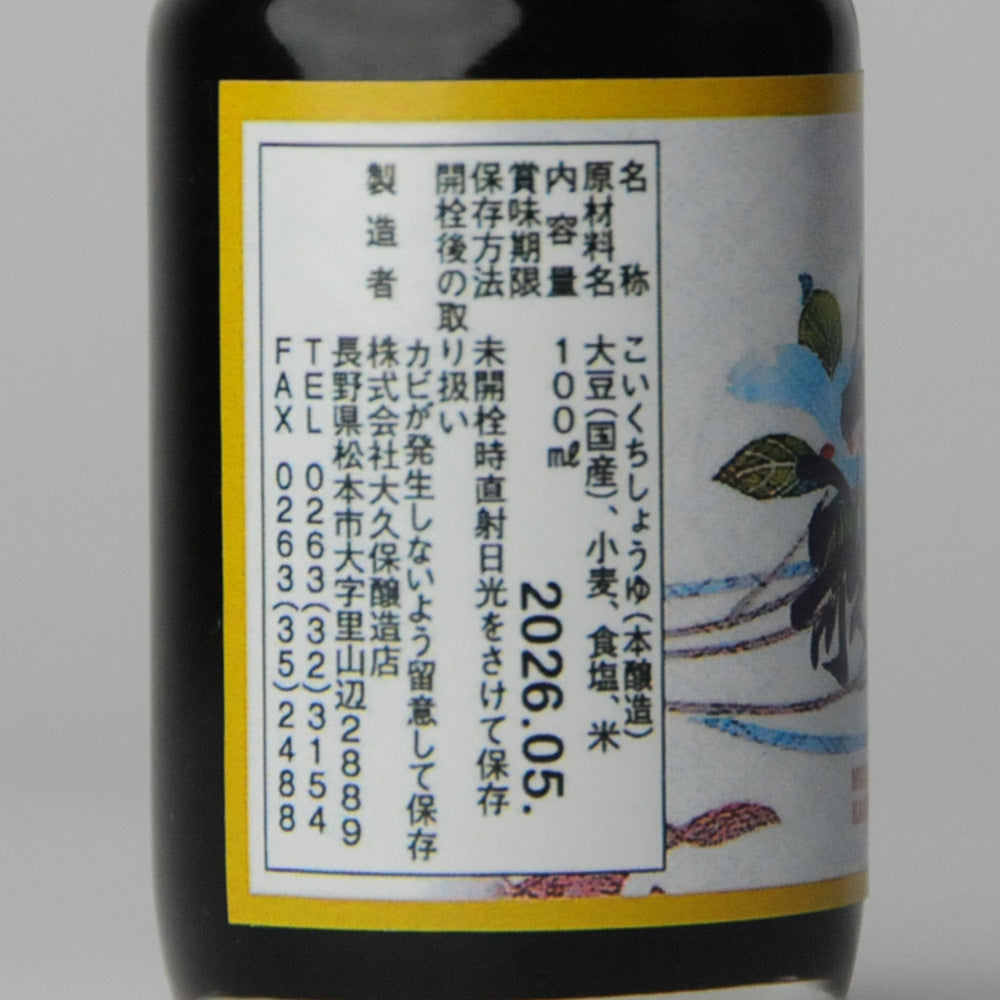 名称 こいくちしょうゆ(本醸造)
原材料名 大豆(国産)、小麦、食塩、米
内容量 100㎖
賞味期限 2026.05.
保存方法 未開栓時直射日光をさけて保存
開栓後の取り扱い
カビが発生しないよう留意して保存
製造者 株式会社大久保醸造店
長野県松本市大字里山辺2889
TEL 0263(32)3154
FAX 0263(35)2488